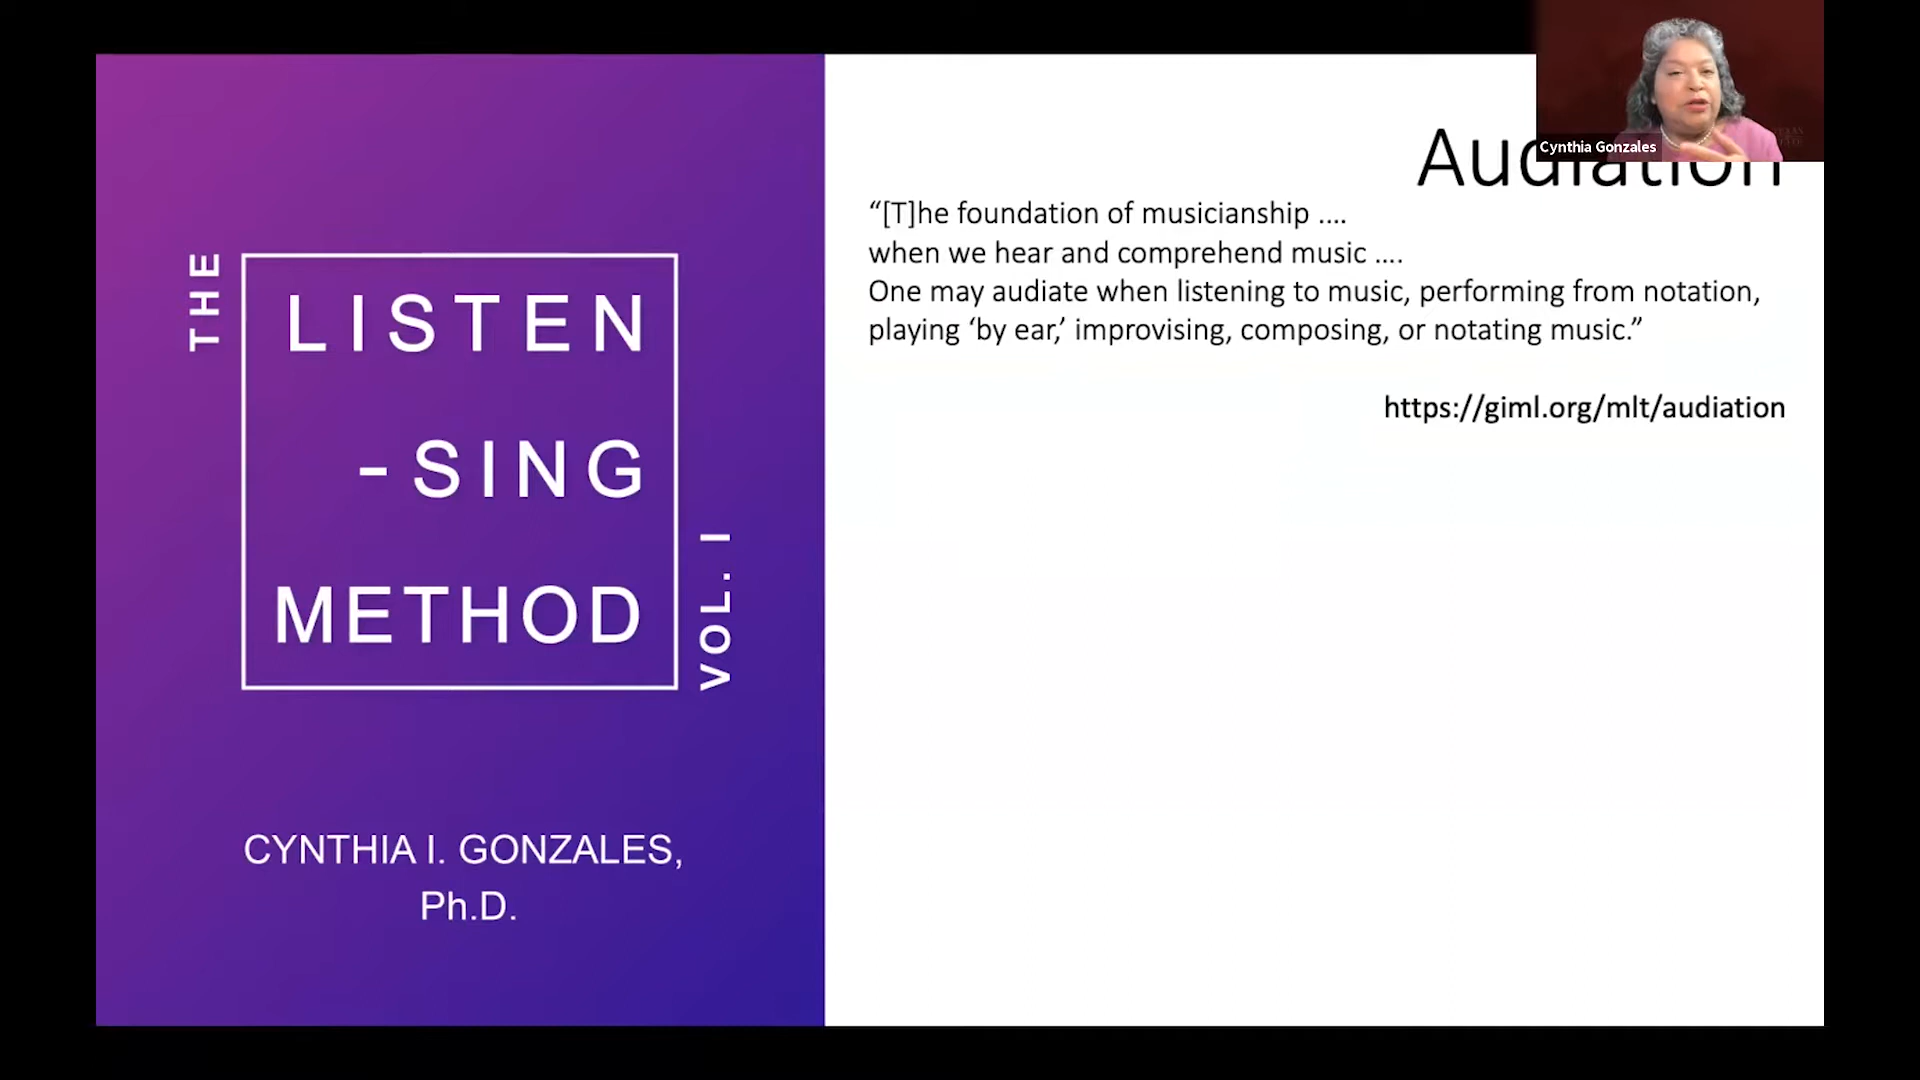 THE
LISTEN
-SING
METHOD
VOL. I
CYNTHIA I. GONZALES,
Ph.D.
Cynthia Gonzales
Audiation
“[T]he foundation of musicianship ....
when we hear and comprehend music ....
One may audiate when listening to music, performing from notation,
playing ‘by ear,’ improvising, composing, or notating music.”
https://giml.org/mlt/audiation